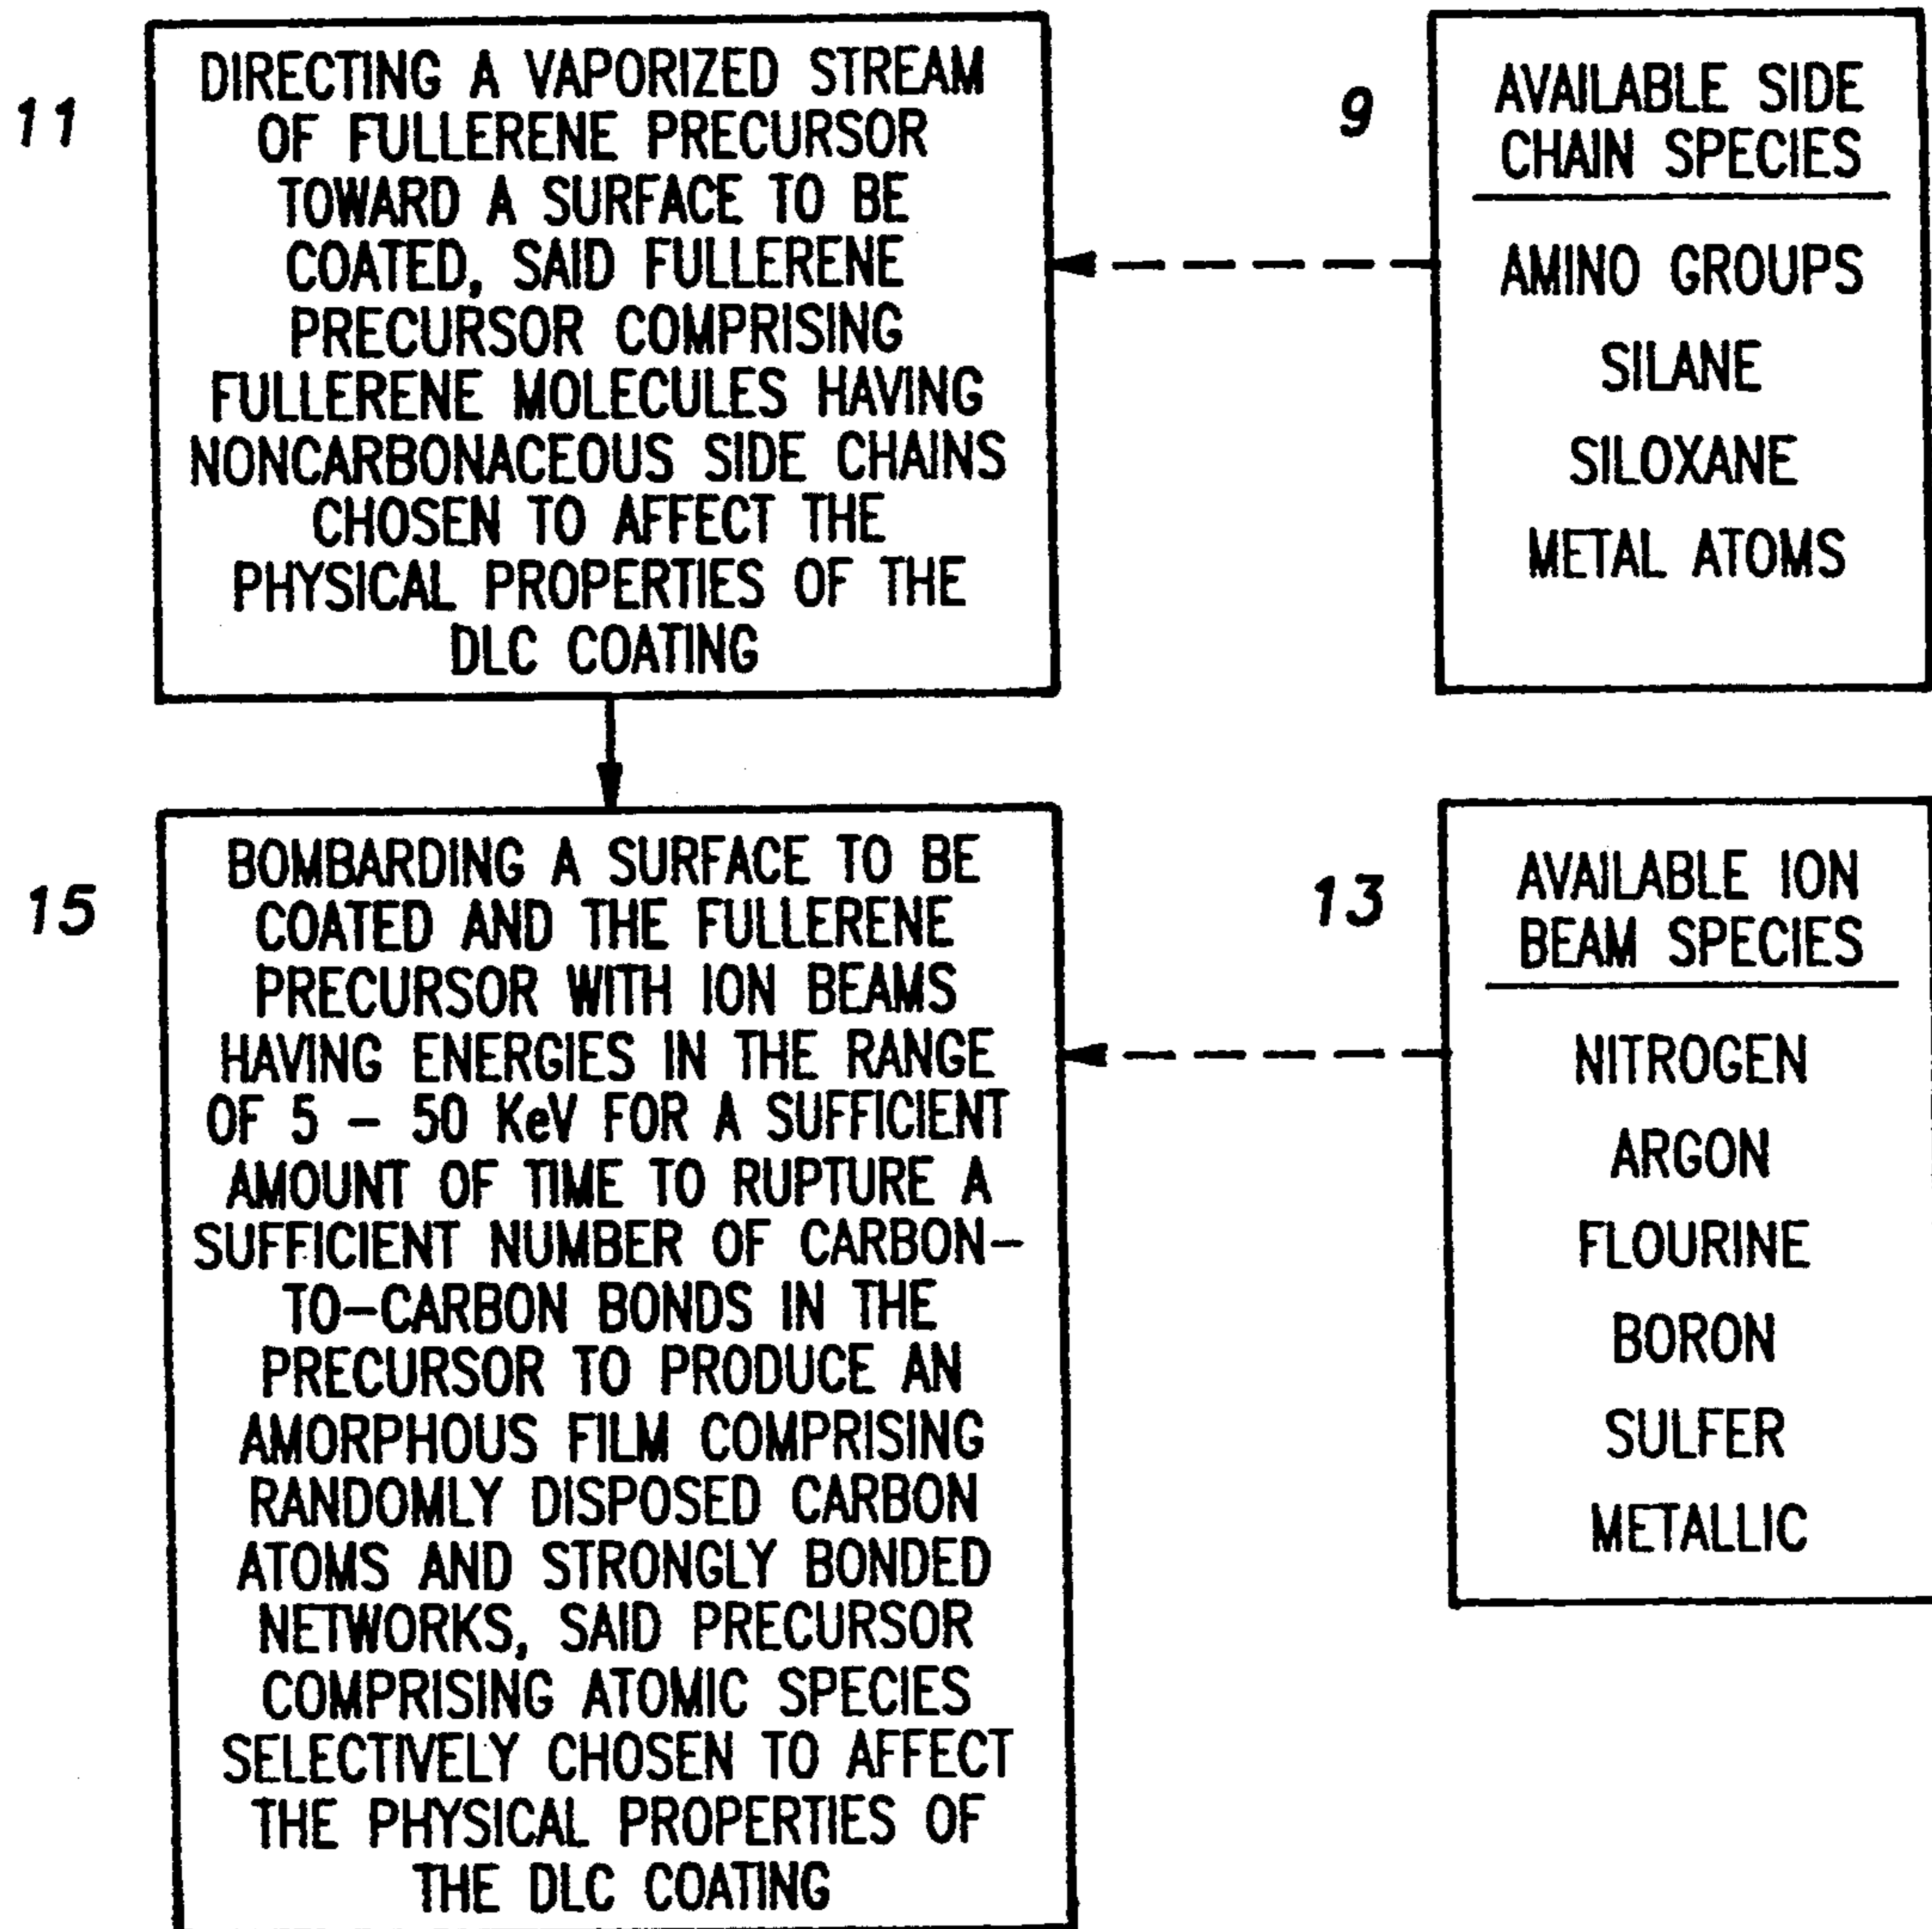 11
DIRECTING A VAPORIZED STREAM
OF FULLERENE PRECURSOR
TOWARD A SURFACE TO BE
COATED, SAID FULLERENE
PRECURSOR COMPRISING
FULLERENE MOLECULES HAVING
NONCARBONACEOUS SIDE CHAINS
CHOSEN TO AFFECT THE
PHYSICAL PROPERTIES OF THE
DLC COATING
9
AVAILABLE SIDE
CHAIN SPECIES
AMINO GROUPS
SILANE
SILOXANE
METAL ATOMS
15
BOMBARDING A SURFACE TO BE
COATED AND THE FULLERENE
PRECURSOR WITH ION BEAMS
HAVING ENERGIES IN THE RANGE
OF 5 – 50 KeV FOR A SUFFICIENT
AMOUNT OF TIME TO RUPTURE A
SUFFICIENT NUMBER OF CARBON–
TO–CARBON BONDS IN THE
PRECURSOR TO PRODUCE AN
AMORPHOUS FILM COMPRISING
RANDOMLY DISPOSED CARBON
ATOMS AND STRONGLY BONDED
NETWORKS, SAID PRECURSOR
COMPRISING ATOMIC SPECIES
SELECTIVELY CHOSEN TO AFFECT
THE PHYSICAL PROPERTIES OF
THE DLC COATING
13
AVAILABLE ION
BEAM SPECIES
NITROGEN
ARGON
FLOURINE
BORON
SULFER
METALLIC